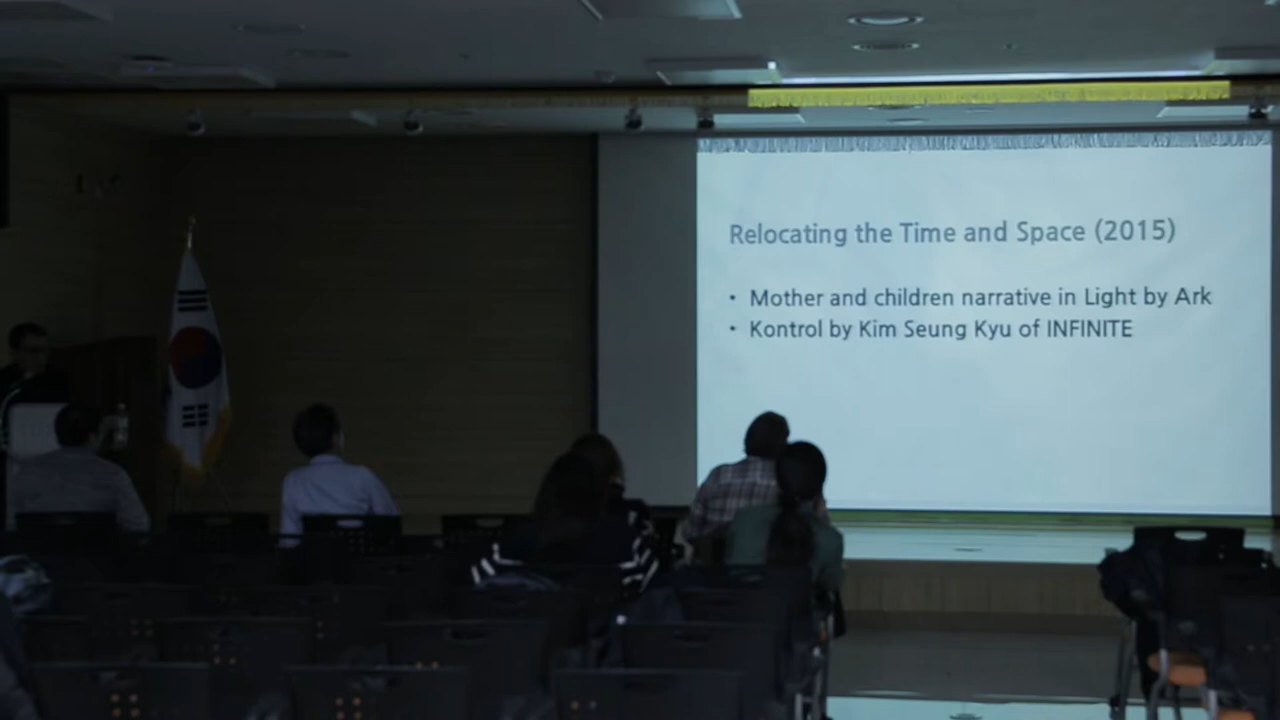 Relocating the Time and Space (2015)
• Mother and children narrative in Light by Ark
• Kontrol by Kim Seung Kyu of INFINITE